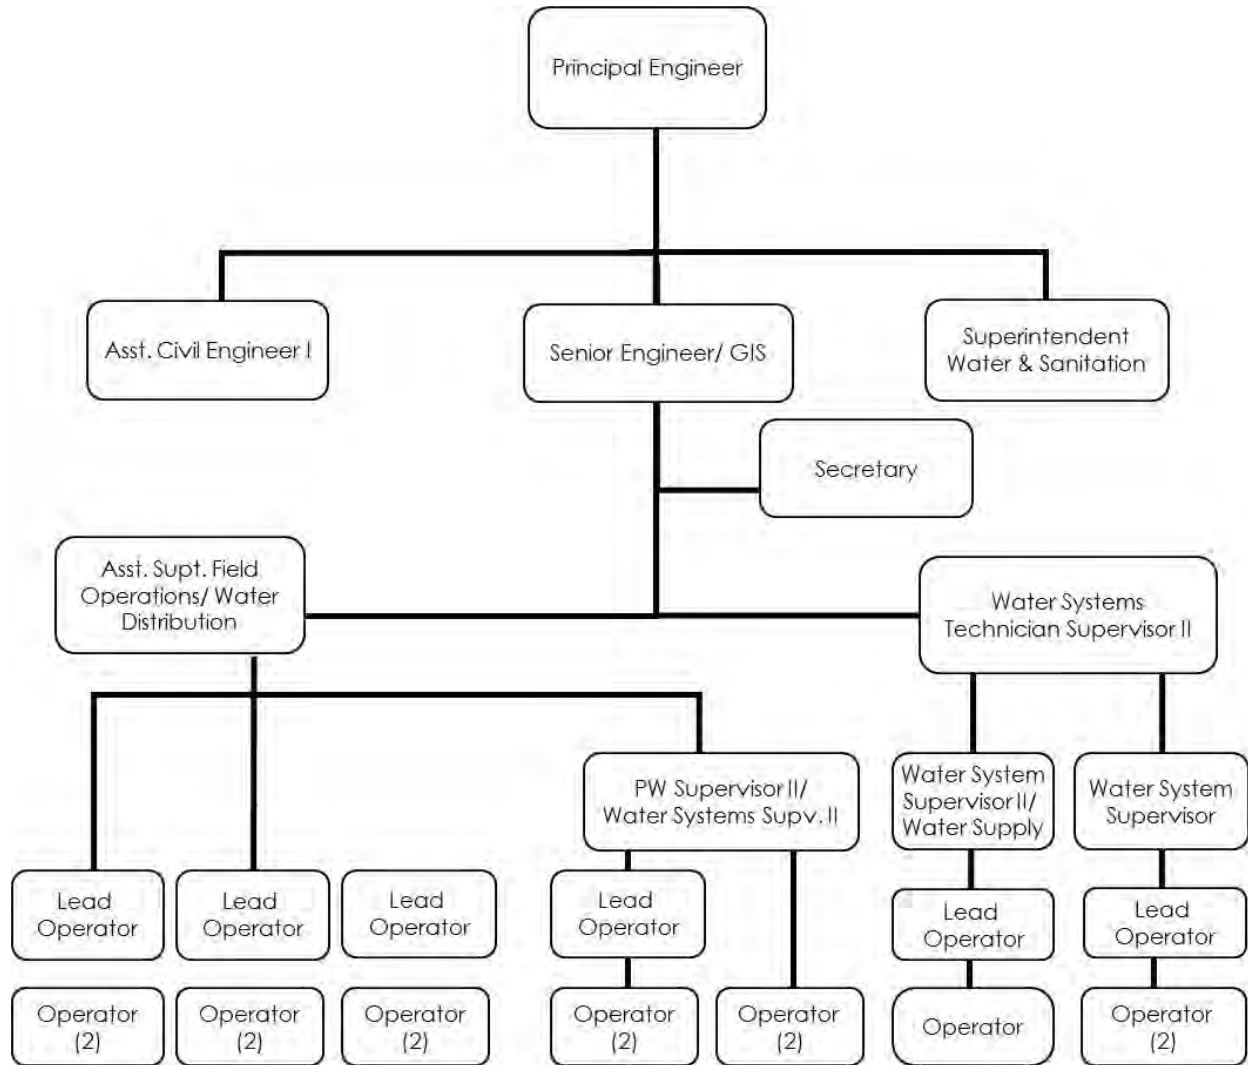 Principal Engineer
Asst. Civil Engineer I
Senior Engineer/ GIS
Superintendent
Water & Sanitation
Secretary
Asst. Supt. Field
Operations/ Water
Distribution
Water Systems
Technician Supervisor II
PW Supervisor II/
Water Systems Supv. II
Water System
Supervisor II/
Water Supply
Water System
Supervisor
Lead
Operator
Lead
Operator
Lead
Operator
Lead
Operator
Lead
Operator
Lead
Operator
Operator
(2)
Operator
(2)
Operator
(2)
Operator
(2)
Operator
(2)
Operator
Operator
(2)